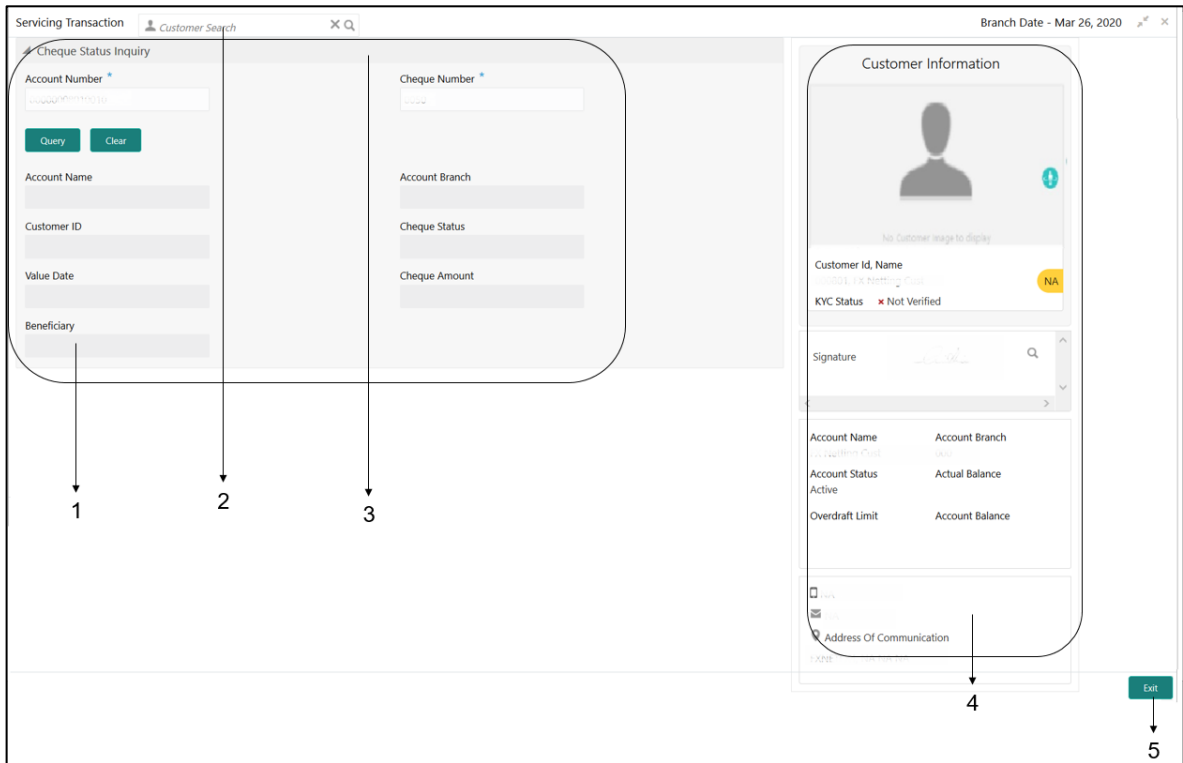 Servicing Transaction Customer Search Branch Date - Mar 26, 2020
Cheque Status Inquiry
Account Number * Cheque Number *
Query Clear
Account Name Account Branch
Customer ID Cheque Status
Value Date Cheque Amount
Beneficiary
Customer Information
No Customer image to display
Customer Id, Name
NA
KYC Status × Not Verified
Signature
Account Name Account Branch
Account Status Actual Balance
Active
Overdraft Limit Account Balance
Address Of Communication
Exit
1 2 3 4 5